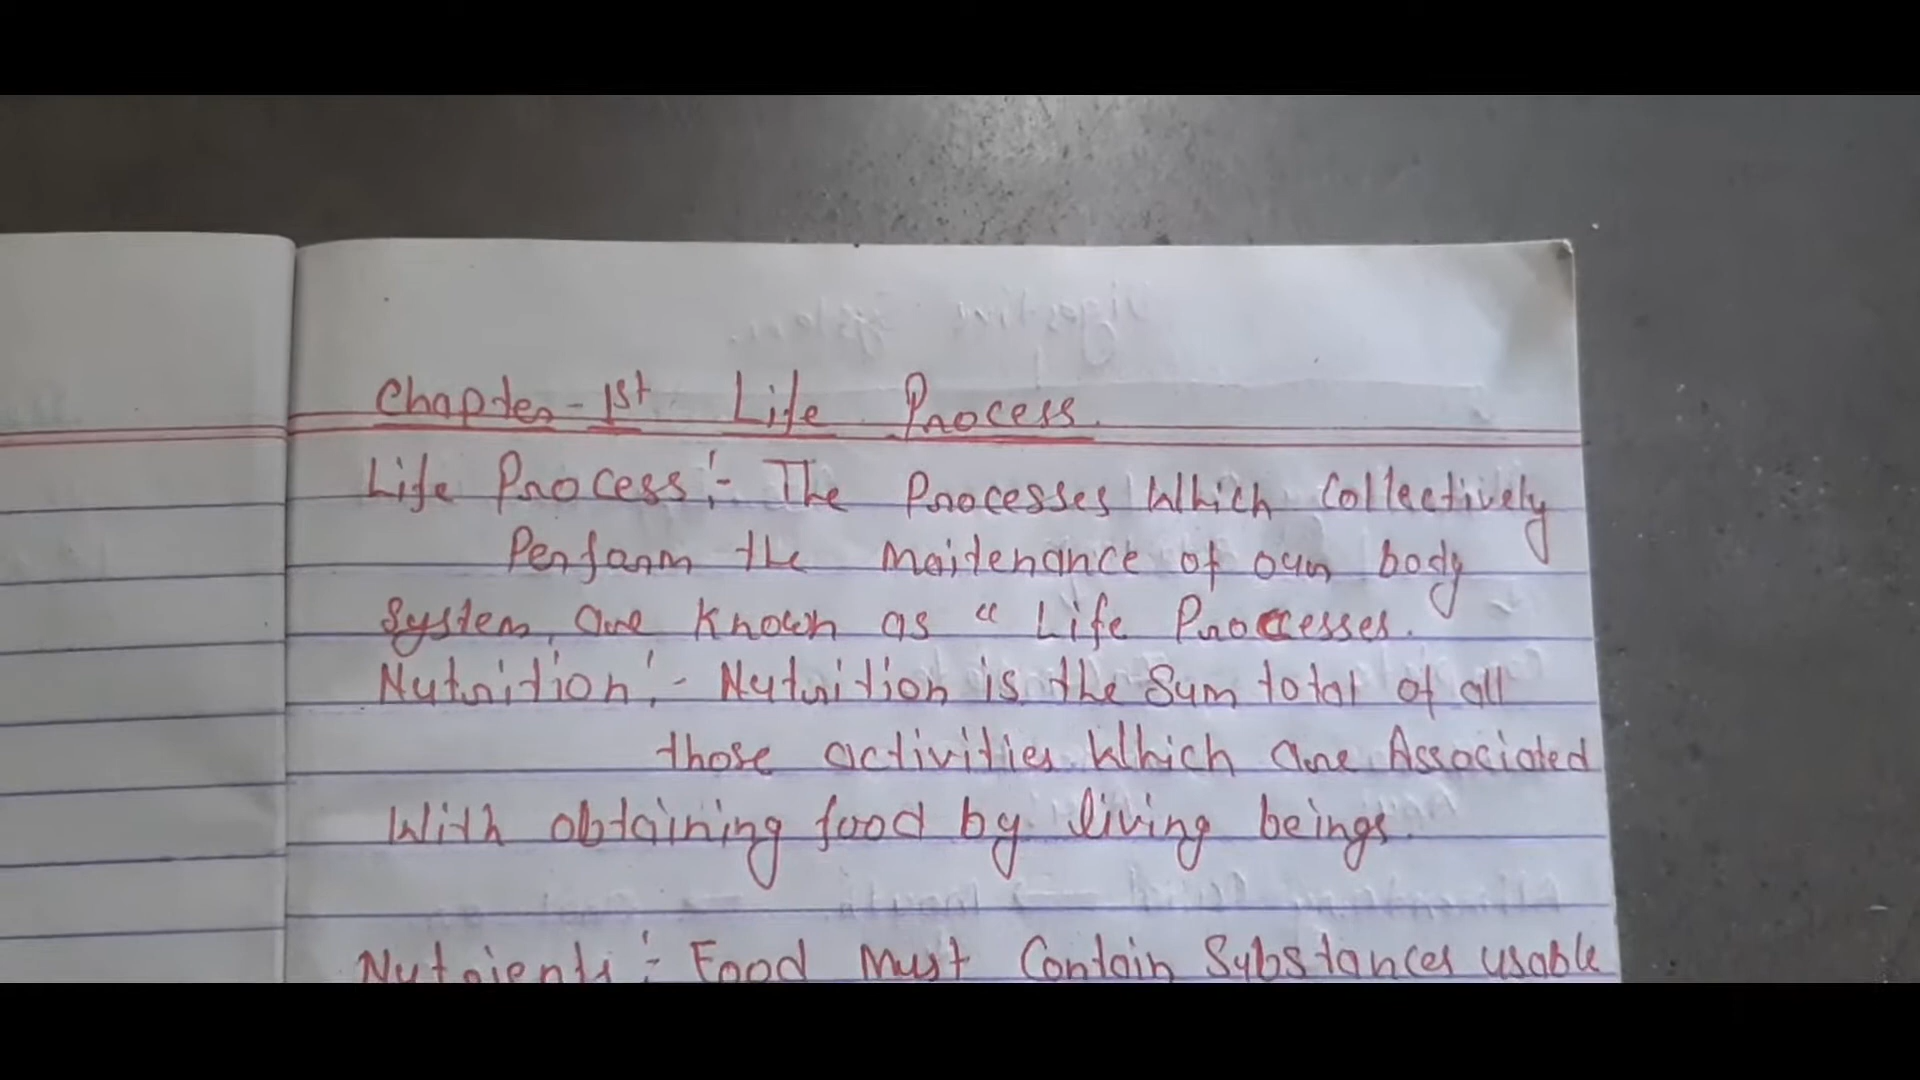 Chapter - 1st Life Process.
Life Process :- The Processes Which Collectively
Perform the maitenance of our body
System, are known as “ Life Processes.
Nutrition :- Nutrition is the Sum total of all
those activities Which are Associated
With obtaining food by living beings.
Nutrients :- Food Must Contain Substances usable